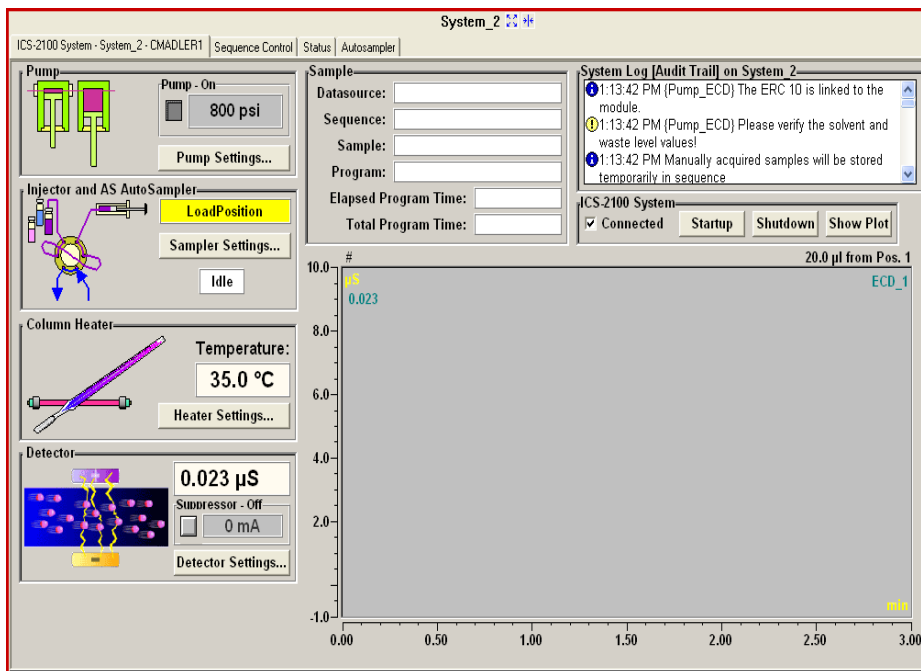 System_2
ICS-2100 System - System_2 - CMADLER1
Sequence Control
Status
Autosampler
Pump
Pump - On
800 psi
Pump Settings...
Injector and AS AutoSampler
LoadPosition
Sampler Settings...
Idle
Column Heater
Temperature:
35.0 °C
Heater Settings...
Detector
0.023 µS
Suppressor - Off
0 mA
Detector Settings...
Sample
Datasource:
Sequence:
Sample:
Program:
Elapsed Program Time:
Total Program Time:
System Log [Audit Trail] on System_2
1:13:42 PM {Pump_ECD} The ERC 10 is linked to the
module.
1:13:42 PM {Pump_ECD} Please verify the solvent and
waste level values!
1:13:42 PM Manually acquired samples will be stored
temporarily in sequence
ICS-2100 System
Connected
Startup
Shutdown
Show Plot
#
20.0 µl from Pos. 1
10.0
µS
ECD_1
0.023
8.0
6.0
4.0
2.0
min
-1.0
0.00 0.50 1.00 1.50 2.00 2.50 3.00